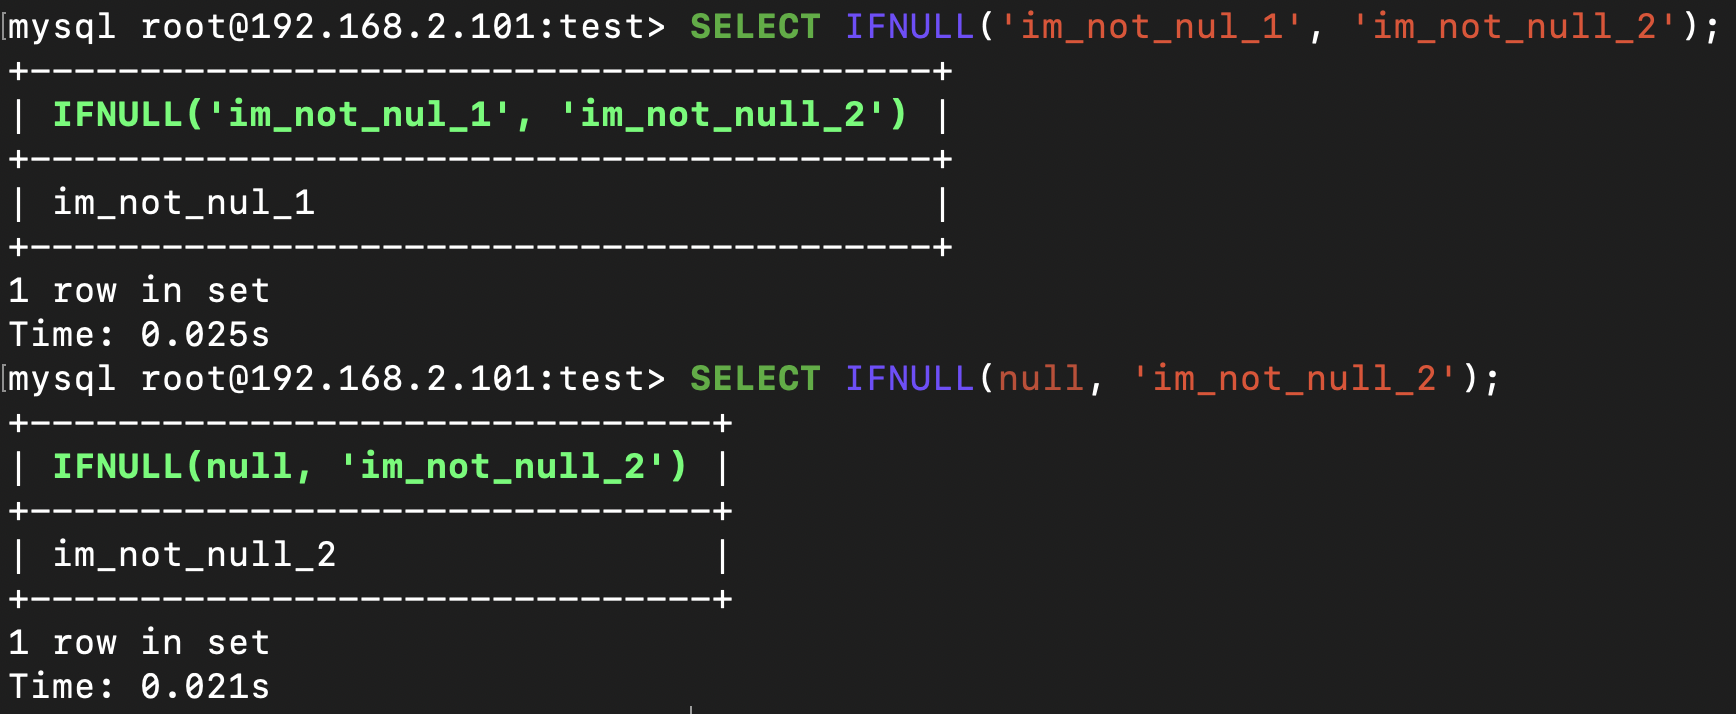 mysql root@192.168.2.101:test> SELECT IFNULL('im_not_nul_1', 'im_not_null_2');
+-----------------------------------------+
| IFNULL('im_not_nul_1', 'im_not_null_2') |
+-----------------------------------------+
| im_not_nul_1                            |
+-----------------------------------------+
1 row in set
Time: 0.025s
mysql root@192.168.2.101:test> SELECT IFNULL(null, 'im_not_null_2');
+-------------------------------+
| IFNULL(null, 'im_not_null_2') |
+-------------------------------+
| im_not_null_2                 |
+-------------------------------+
1 row in set
Time: 0.021s